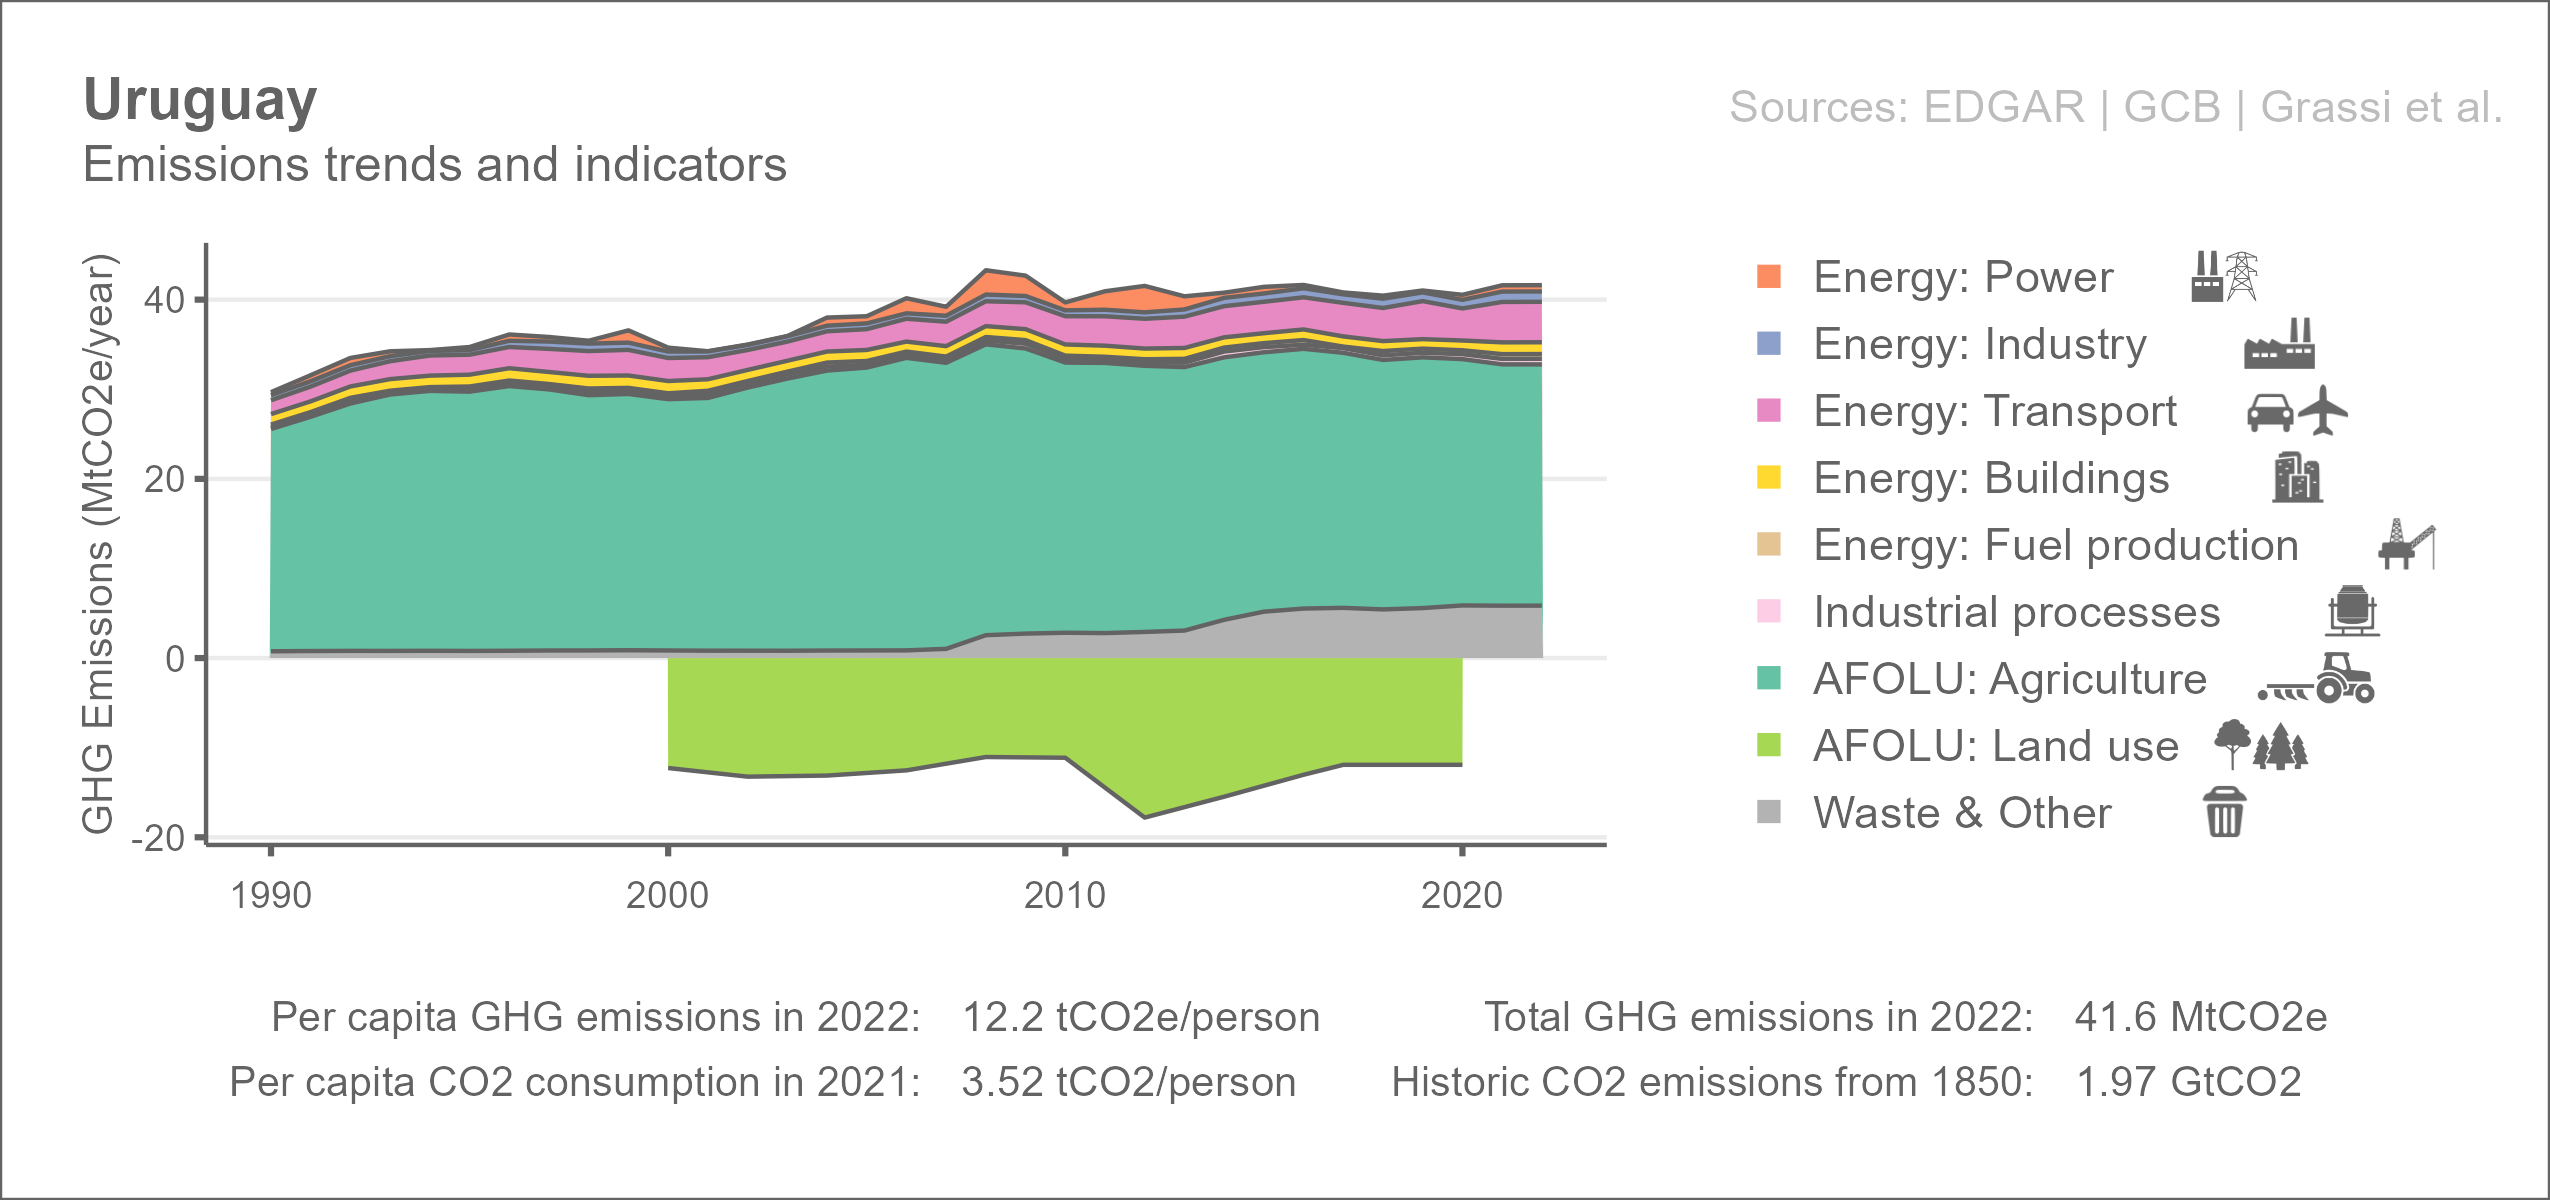 Uruguay
Emissions trends and indicators
Sources: EDGAR | GCB | Grassi et al.
GHG Emissions (MtCO2e/year)
40
20
0
-20
1990
2000
2010
2020
Energy: Power
Energy: Industry
Energy: Transport
Energy: Buildings
Energy: Fuel production
Industrial processes
AFOLU: Agriculture
AFOLU: Land use
Waste & Other
Per capita GHG emissions in 2022: 12.2 tCO2e/person
Total GHG emissions in 2022: 41.6 MtCO2e
Per capita CO2 consumption in 2021: 3.52 tCO2/person
Historic CO2 emissions from 1850: 1.97 GtCO2